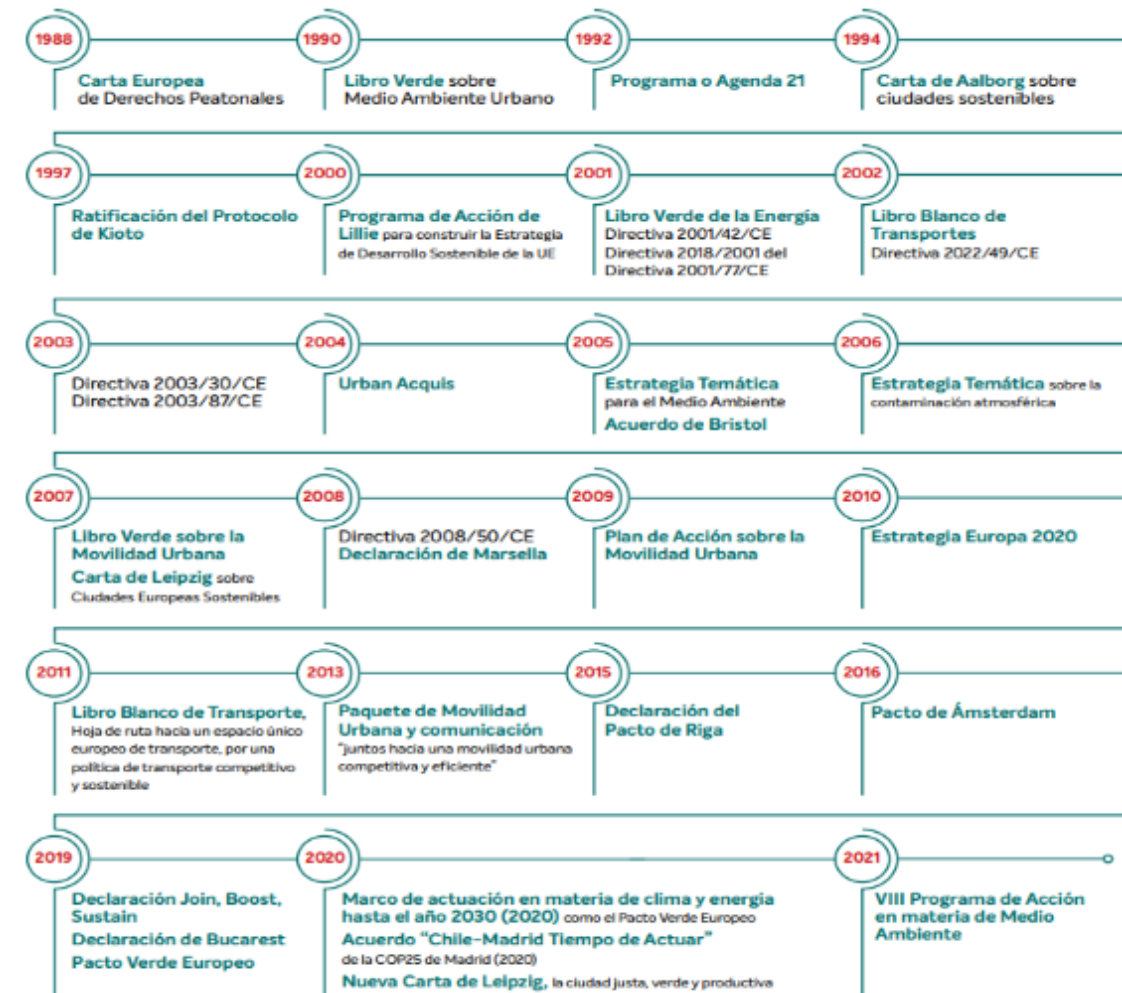 1988
Carta Europea
de Derechos Peatonales
1990
Libro Verde sobre
Medio Ambiente Urbano
1992
Programa o Agenda 21
1994
Carta de Aalborg sobre
ciudades sostenibles
1997
Ratificación del Protocolo
de Kioto
2000
Programa de Acción de
Lillie para construir la Estrategia
de Desarrollo Sostenible de la UE
2001
Libro Verde de la Energía
Directiva 2001/42/CE
Directiva 2018/2001 del
Directiva 2001/77/CE
2002
Libro Blanco de
Transportes
Directiva 2022/49/CE
2003
Directiva 2003/30/CE
Directiva 2003/87/CE
2004
Urban Acquis
2005
Estrategia Temática
para el Medio Ambiente
Acuerdo de Bristol
2006
Estrategia Temática sobre la
contaminación atmosférica
2007
Libro Verde sobre la
Movilidad Urbana
Carta de Leipzig sobre
Ciudades Europeas Sostenibles
2008
Directiva 2008/50/CE
Declaración de Marsella
2009
Plan de Acción sobre la
Movilidad Urbana
2010
Estrategia Europa 2020
2011
Libro Blanco de Transporte,
Hoja de ruta hacia un espacio único
europeo de transporte, por una
política de transporte competitivo
y sostenible
2013
Paquete de Movilidad
Urbana y comunicación
"juntos hacia una movilidad urbana
competitiva y eficiente"
2015
Declaración del
Pacto de Riga
2016
Pacto de Ámsterdam
2019
Declaración Join, Boost,
Sustain
Declaración de Bucarest
Pacto Verde Europeo
2020
Marco de actuación en materia de clima y energía
hasta el año 2030 (2020) como el Pacto Verde Europeo
Acuerdo "Chile-Madrid Tiempo de Actuar"
de la COP25 de Madrid (2020)
Nueva Carta de Leipzig, la ciudad justa, verde y productiva
2021
VIII Programa de Acción
en materia de Medio
Ambiente